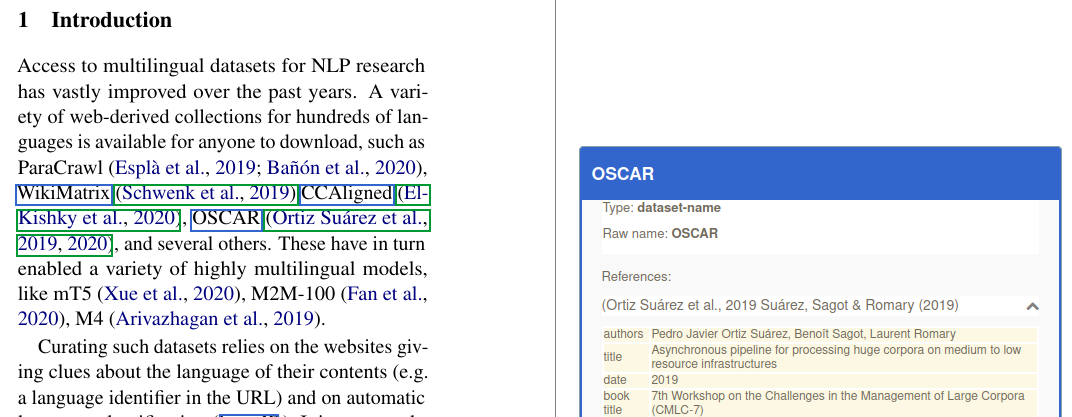 1 Introduction
Access to multilingual datasets for NLP research
has vastly improved over the past years. A vari-
ety of web-derived collections for hundreds of lan-
guages is available for anyone to download, such as
ParaCrawl (Esplà et al., 2019; Bañón et al., 2020),
WikiMatrix (Schwenk et al., 2019) CCAligned (El-
Kishky et al., 2020), OSCAR (Ortiz Suárez et al.,
2019, 2020), and several others. These have in turn
enabled a variety of highly multilingual models,
like mT5 (Xue et al., 2020), M2M-100 (Fan et al.,
2020), M4 (Arivazhagan et al., 2019).
Curating such datasets relies on the websites giv-
ing clues about the language of their contents (e.g.
a language identifier in the URL) and on automatic
OSCAR
Type: dataset-name
Raw name: OSCAR
References:
(Ortiz Suárez et al., 2019 Suárez, Sagot & Romary (2019)
authors Pedro Javier Ortiz Suárez, Benoît Sagot, Laurent Romary
title Asynchronous pipeline for processing huge corpora on medium to low
resource infrastructures
date 2019
book title 7th Workshop on the Challenges in the Management of Large Corpora
(CMLC-7)